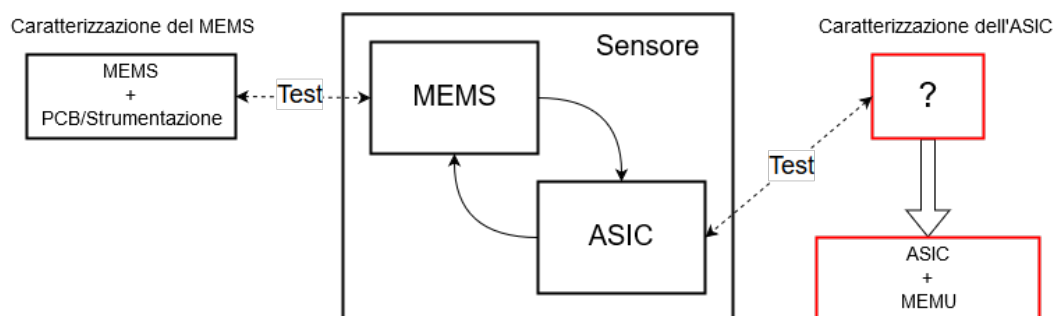 Caratterizzazione del MEMS
MEMS
+
PCB/Strumentazione
Test
Sensore
MEMS
ASIC
Test
Caratterizzazione dell'ASIC
?
ASIC
+
MEMU